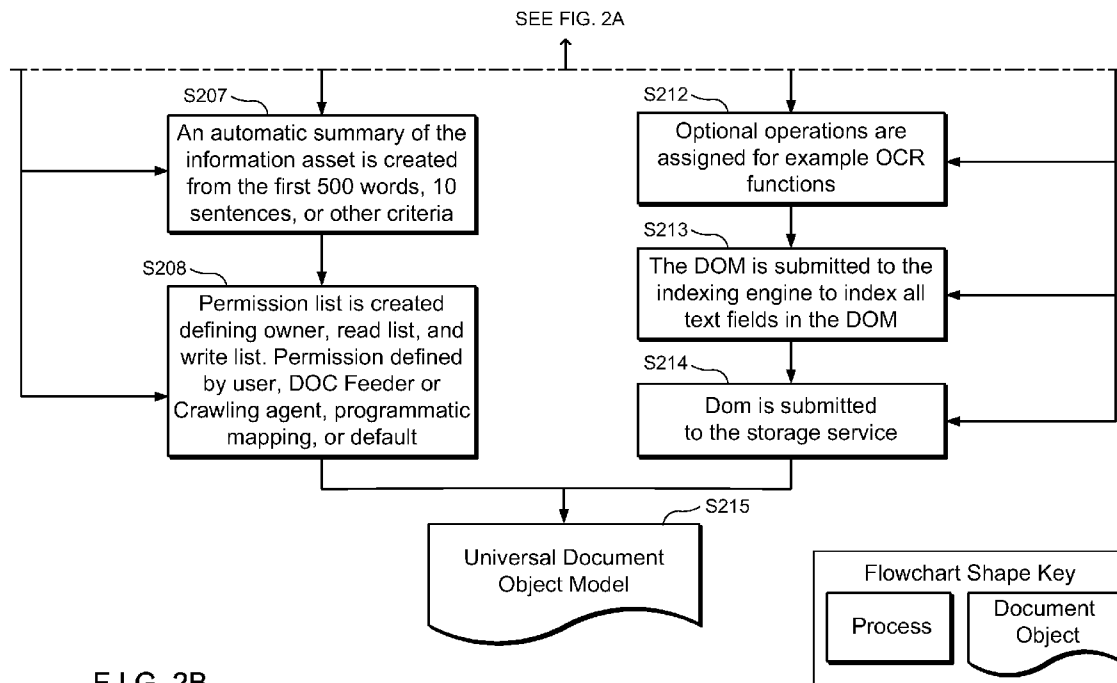 SEE FIG. 2A
S207
An automatic summary of the
information asset is created
from the first 500 words, 10
sentences, or other criteria
S208
Permission list is created
defining owner, read list, and
write list. Permission defined
by user, DOC Feeder or
Crawling agent, programmatic
mapping, or default
S212
Optional operations are
assigned for example OCR
functions
S213
The DOM is submitted to the
indexing engine to index all
text fields in the DOM
S214
Dom is submitted
to the storage service
S215
Universal Document
Object Model
Flowchart Shape Key
Process
Document
Object
FIG. 2B